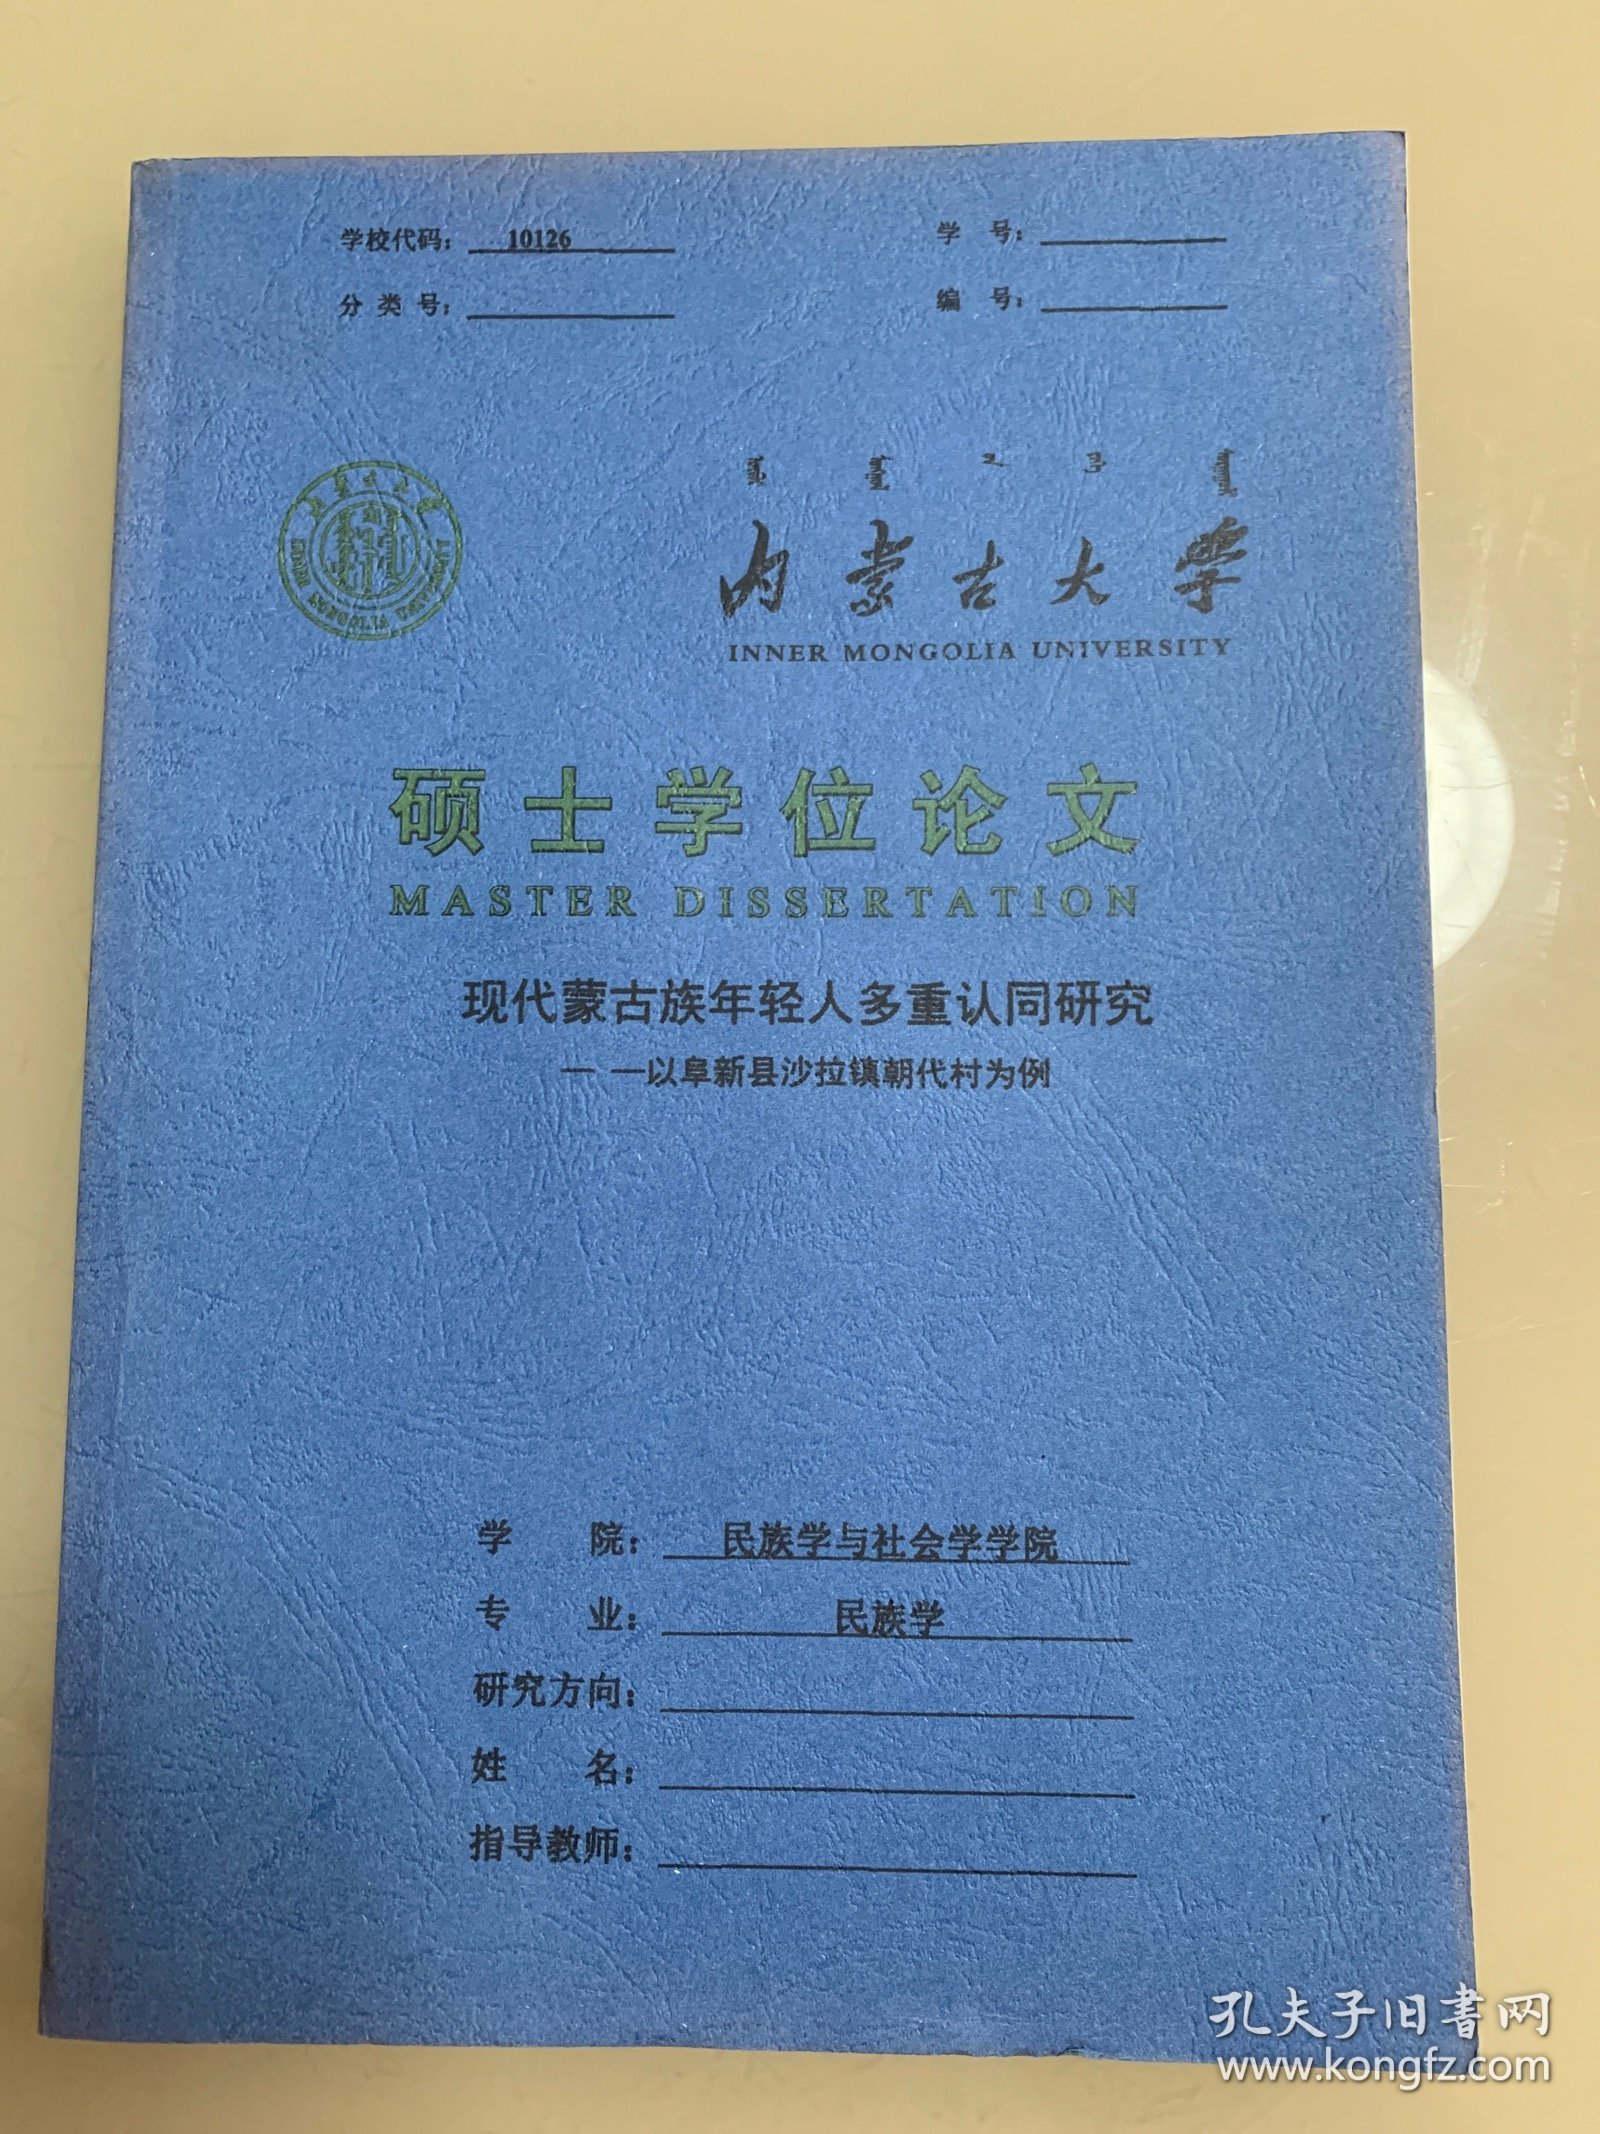 学校代码： 10126 学 号：
分 类 号： 编 号：
内蒙古大学
INNER MONGOLIA UNIVERSITY
硕士学位论文
MASTER DISSERTATION
现代蒙古族年轻人多重认同研究
— —以阜新县沙拉镇朝代村为例
学 院： 民族学与社会学学院
专 业： 民族学
研究方向：
姓 名：
指导教师：
孔夫子旧书网
www.kongfz.com